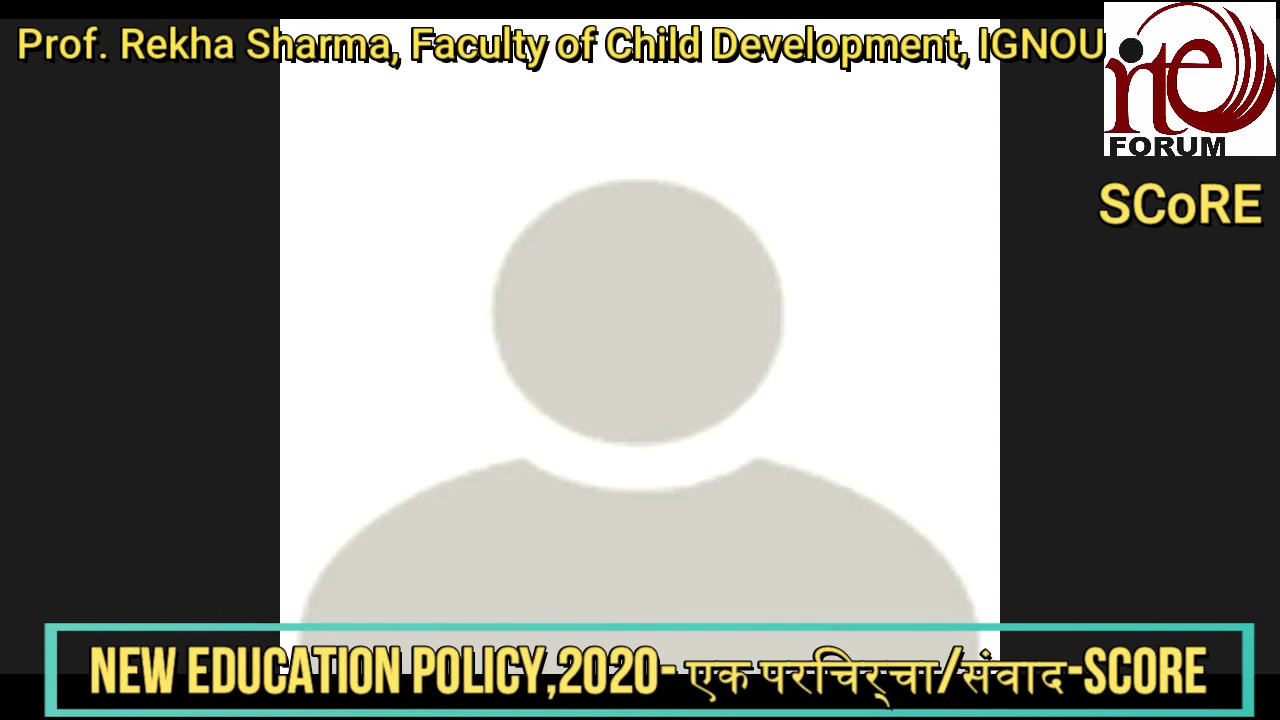 Prof. Rekha Sharma, Faculty of Child Development, IGNOU
rte
FORUM
SCoRE
NEW EDUCATION POLICY,2020- एक परचिर्चा/संवाद-SCORE